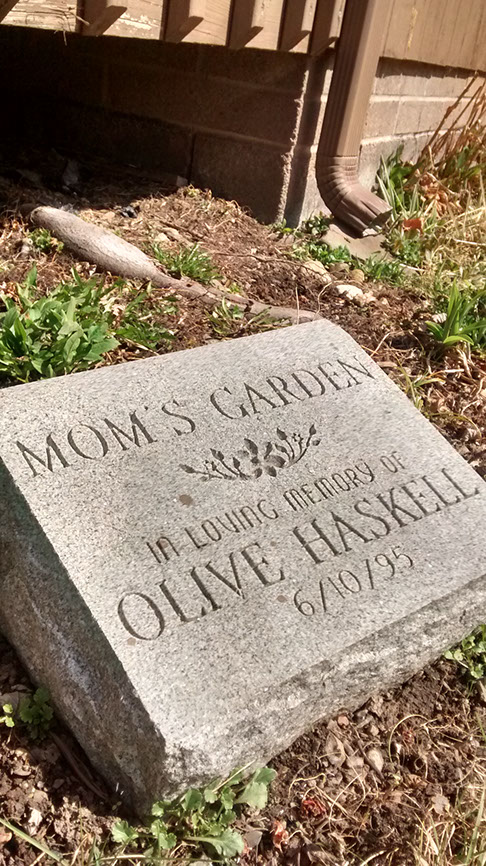 MOM'S GARDEN
IN LOVING MEMORY OF
OLIVE HASKELL
6/10/95